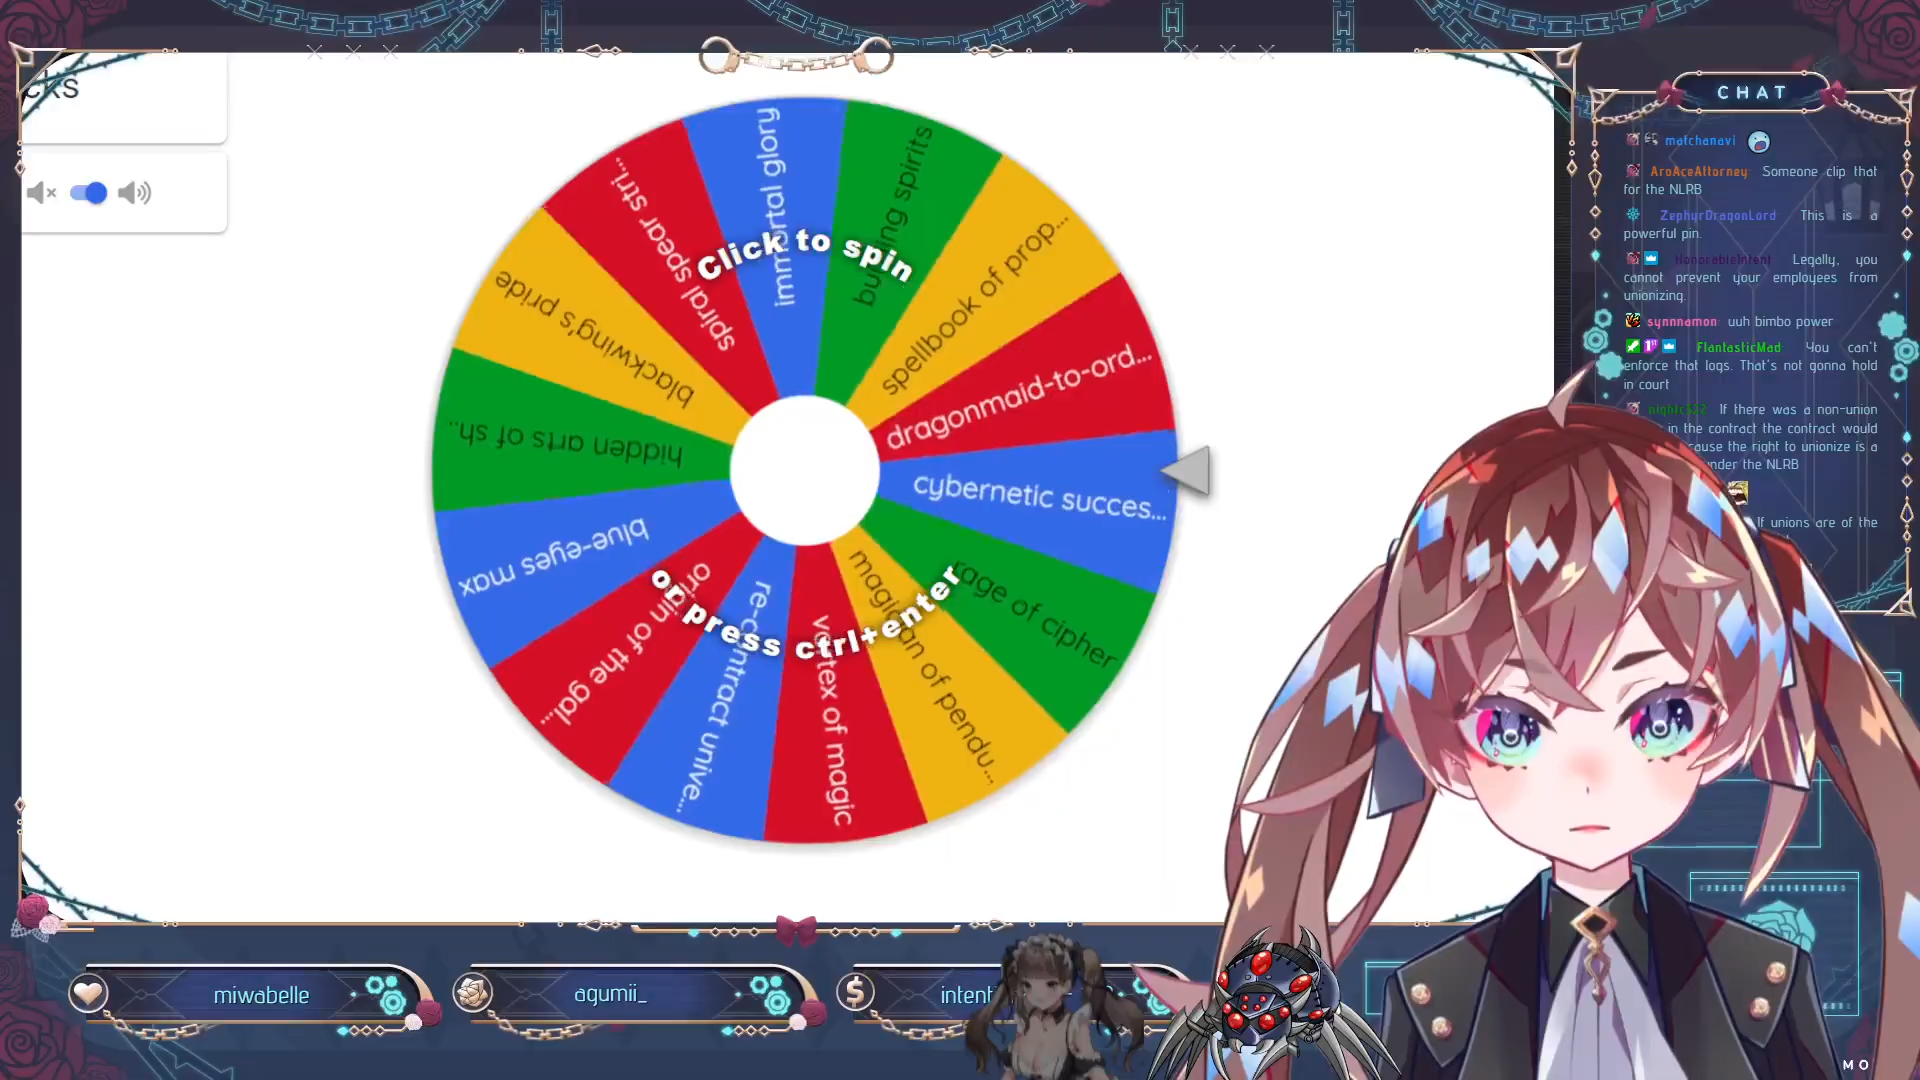 CKS
immortal glory
burning spirits
spellbook of prop...
dragonmaid-to-ord...
cybernetic succes...
rage of cipher
magician of pendu...
vortex of magic
re-contract unive...
origin of the gal...
blue-eyes max
hidden arts of sh...
blackwing's pride
spiral spear stri...
Click to spin
or press ctrl+enter
CHAT
matchanavi
AroAceAttorney Someone clip that
for the NLRB
ZephyrDragonLord This is a
powerful pin.
HonorableIntent Legally, you
cannot prevent your employees from
unionizing.
synnnamon uuh bimbo power
FlantasticMad You can't
enforce that logs. That's not gonna hold
in court
If there was a non-union
in the contract the contract would
cause the right to unionize is a
under the NLRB
If unions are of the
miwabelle
agumii_
intent
MO